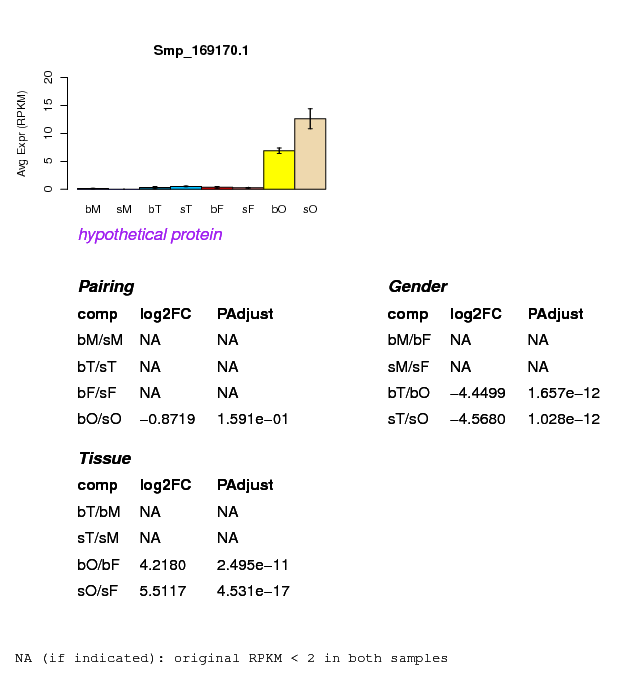 Smp_169170.1
Avg Expr (RPKM)
20
15
10
5
0
bM sM bT sT bF sF bO sO
hypothetical protein
Pairing
comp log2FC PAdjust
bM/sM NA NA
bT/sT NA NA
bF/sF NA NA
bO/sO −0.8719 1.591e−01
Gender
comp log2FC PAdjust
bM/bF NA NA
sM/sF NA NA
bT/bO −4.4499 1.657e−12
sT/sO −4.5680 1.028e−12
Tissue
comp log2FC PAdjust
bT/bM NA NA
sT/sM NA NA
bO/bF 4.2180 2.495e−11
sO/sF 5.5117 4.531e−17
NA (if indicated): original RPKM < 2 in both samples